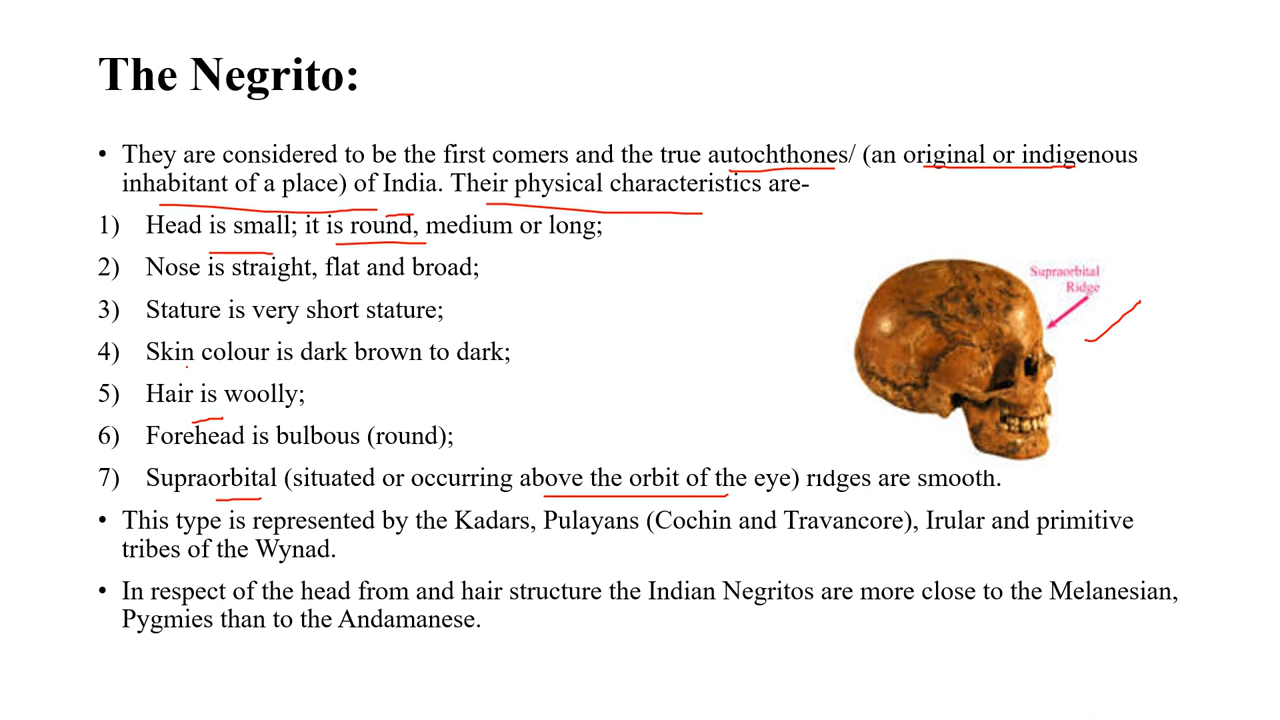 The Negrito:
• They are considered to be the first comers and the true autochthones/ (an original or indigenous
inhabitant of a place) of India. Their physical characteristics are-
1) Head is small; it is round, medium or long;
2) Nose is straight, flat and broad;
Supraorbital
Ridge
3) Stature is very short stature;
4) Skin colour is dark brown to dark;
5) Hair is woolly;
6) Forehead is bulbous (round);
7) Supraorbital (situated or occurring above the orbit of the eye) ridges are smooth.
• This type is represented by the Kadars, Pulayans (Cochin and Travancore), Irular and primitive
tribes of the Wynad.
• In respect of the head from and hair structure the Indian Negritos are more close to the Melanesian,
Pygmies than to the Andamanese.